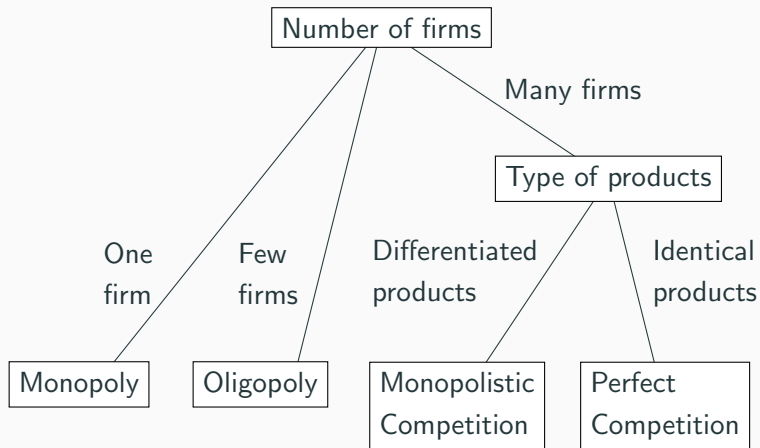 Number of firms
Many firms
Type of products
One
firm
Few
firms
Differentiated
products
Identical
products
Monopoly
Oligopoly
Monopolistic
Competition
Perfect
Competition